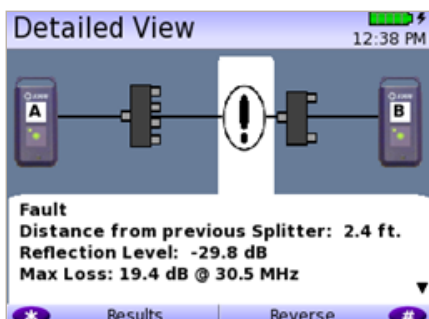 Detailed View
12:38 PM
A
B
Fault
Distance from previous Splitter: 2.4 ft.
Reflection Level: -29.8 dB
Max Loss: 19.4 dB @ 30.5 MHz
* Results Reverse #